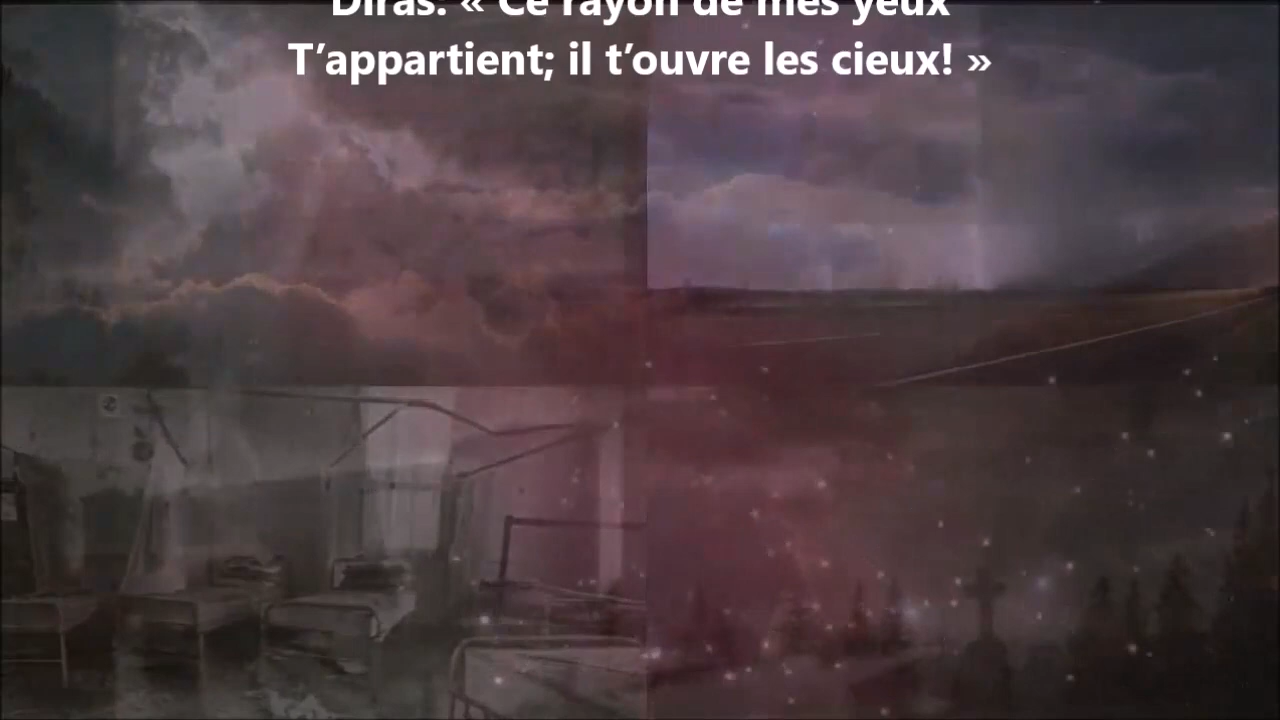 Diras: « Ce rayon de mes yeux
T’appartient; il t’ouvre les cieux! »